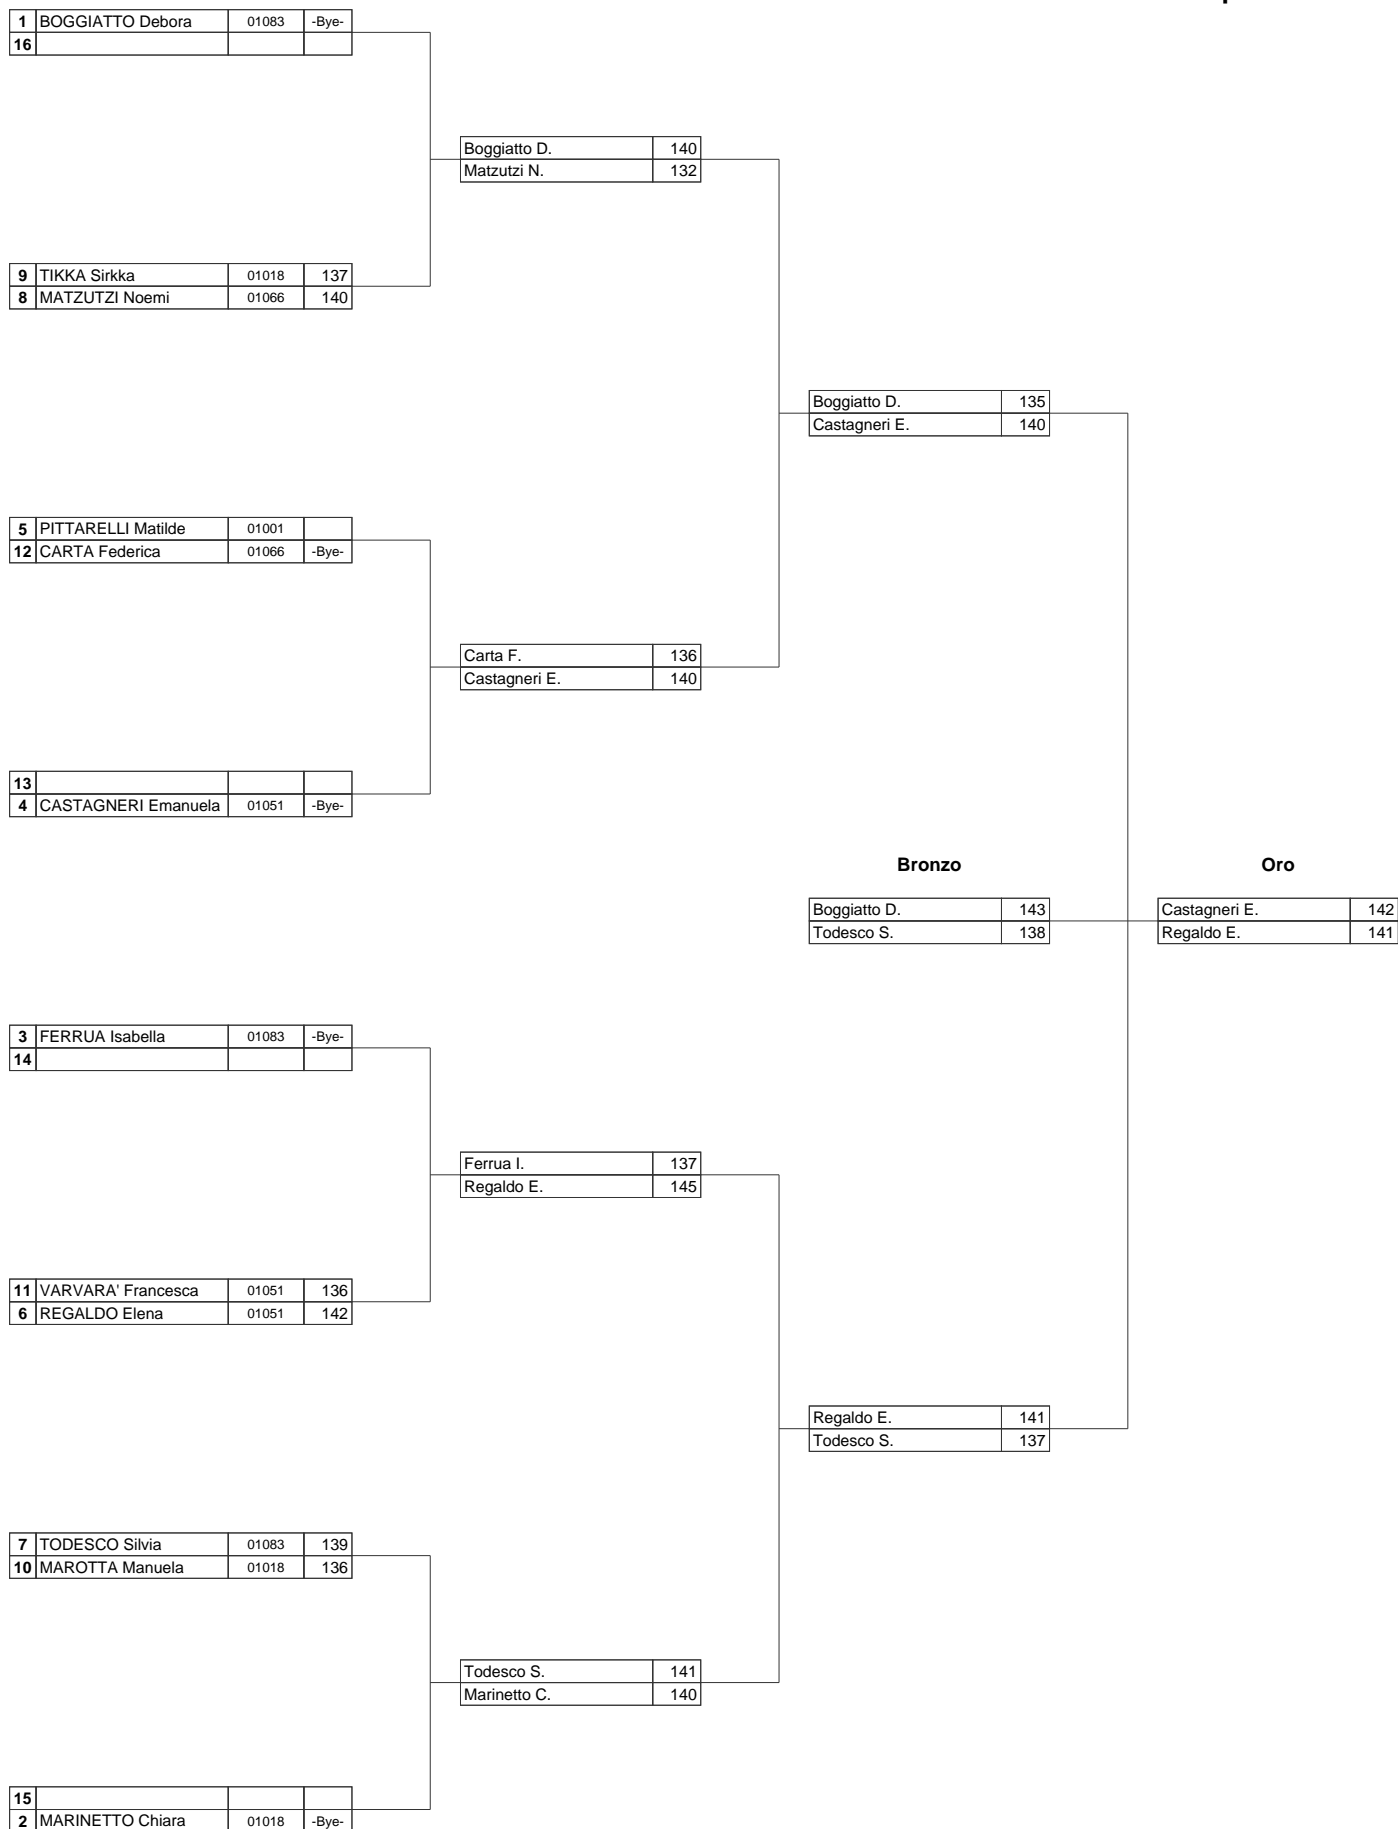 1 BOGGIATTO Debora 01083 -Bye-
16
Boggiatto D. 140
Matzutzi N. 132
9 TIKKA Sirkka 01018 137
8 MATZUTZI Noemi 01066 140
Boggiatto D. 135
Castagneri E. 140
5 PITTARELLI Matilde 01001
12 CARTA Federica 01066 -Bye-
Carta F. 136
Castagneri E. 140
13
4 CASTAGNERI Emanuela 01051 -Bye-
Bronzo Oro
Boggiatto D. 143 Castagneri E. 142
Todesco S. 138 Regaldo E. 141
3 FERRUA Isabella 01083 -Bye-
14
Ferrua I. 137
Regaldo E. 145
11 VARVARA' Francesca 01051 136
6 REGALDO Elena 01051 142
Regaldo E. 141
Todesco S. 137
7 TODESCO Silvia 01083 139
10 MAROTTA Manuela 01018 136
Todesco S. 141
Marinetto C. 140
15
2 MARINETTO Chiara 01018 -Bye-